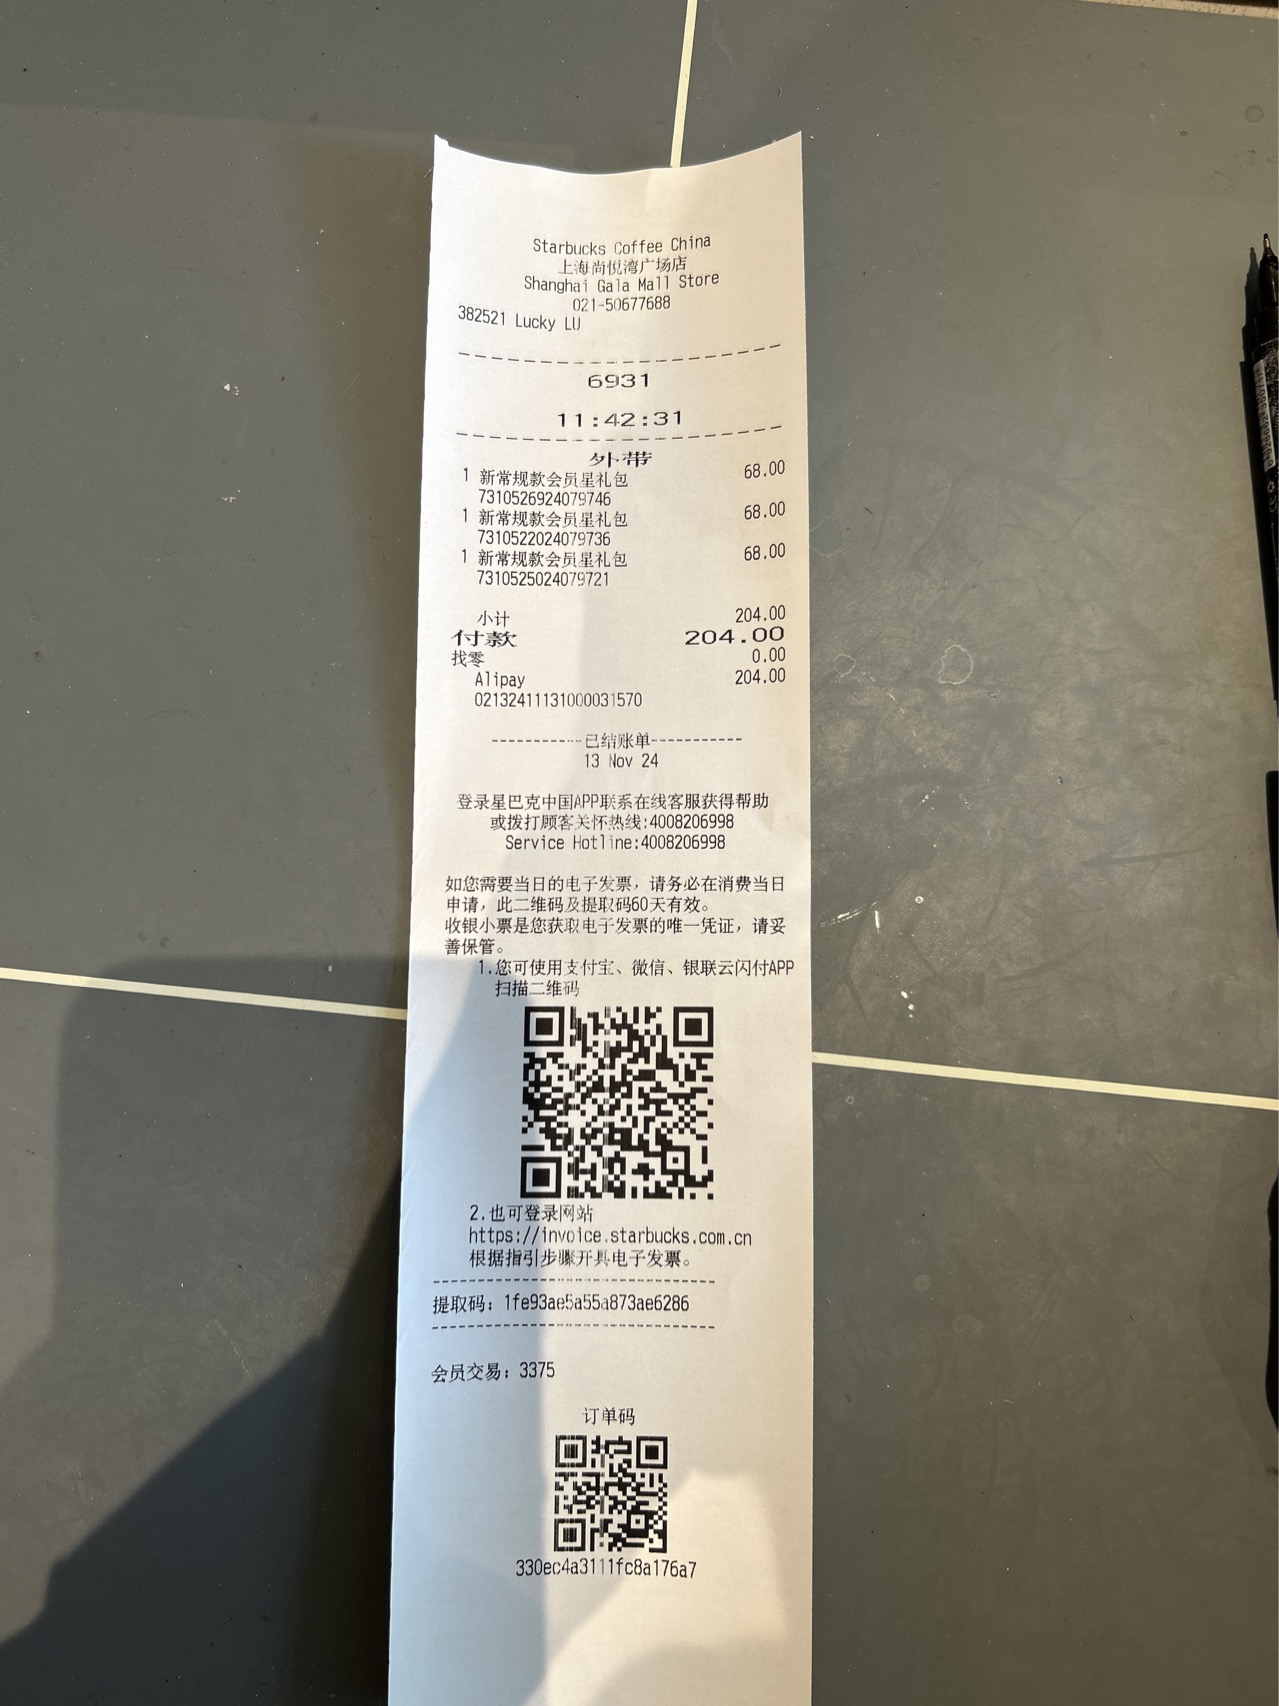 Starbucks Coffee China
上海尚悦湾广场店
Shanghai Gala Mall Store
021-50677688
382521 Lucky LU
6931
11:42:31
外带
1 新常规款会员星礼包 68.00
7310526924079746
1 新常规款会员星礼包 68.00
7310522024079736
1 新常规款会员星礼包 68.00
7310525024079721
小计 204.00
付款 204.00
找零 0.00
Alipay 204.00
02132411131000031570
-----------已结账单-----------
13 Nov 24
登录星巴克中国APP联系在线客服获得帮助
或拨打顾客关怀热线:4008206998
Service Hotline:4008206998
如您需要当日的电子发票，请务必在消费当日
申请，此二维码及提取码60天有效。
收银小票是您获取电子发票的唯一凭证，请妥
善保管。
1.您可使用支付宝、微信、银联云闪付APP
扫描二维码
2.也可登录网站
https://invoice.starbucks.com.cn
根据指引步骤开具电子发票。
提取码：1fe93ae5a55a873ae6286
会员交易：3375
订单码
330ec4a3111fc8a176a7